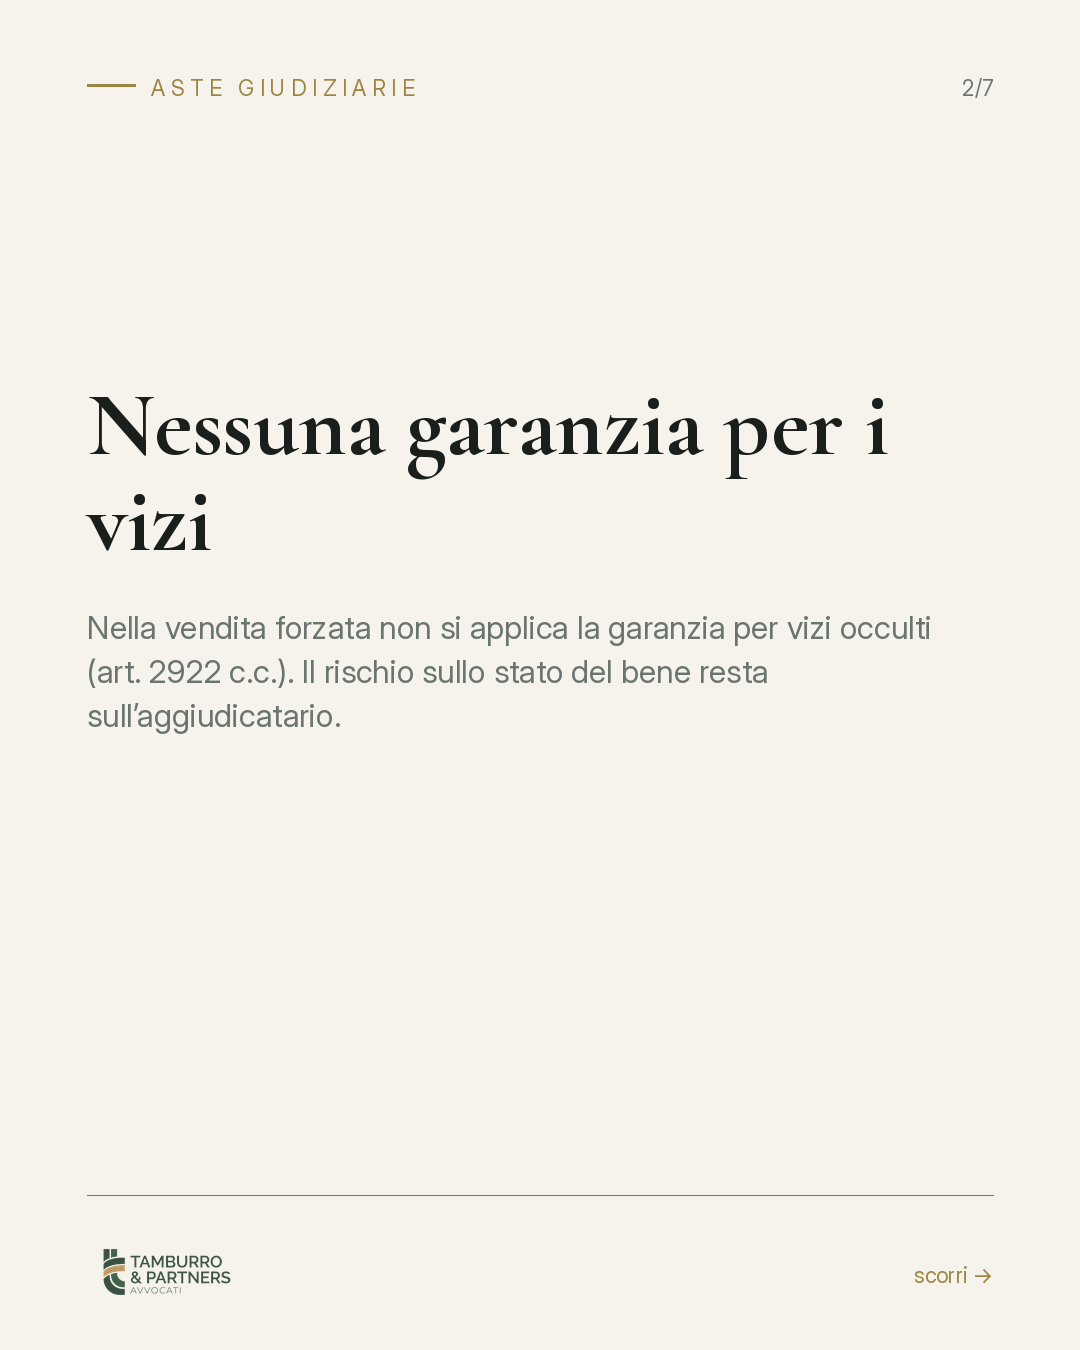 ASTE GIUDIZIARIE
2/7
Nessuna garanzia per i
vizi
Nella vendita forzata non si applica la garanzia per vizi occulti
(art. 2922 c.c.). Il rischio sullo stato del bene resta
sull’aggiudicatario.
TAMBURRO
& PARTNERS
AVVOCATI
scorri →